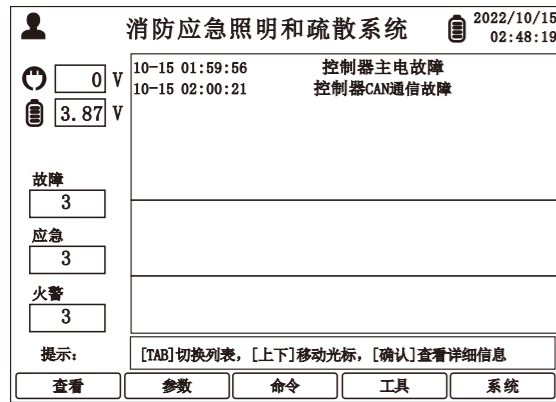 消防应急照明和疏散系统
2022/10/15
02:48:19
0 V
3.87 V
10-15 01:59:56 控制器主电故障
10-15 02:00:21 控制器CAN通信故障
故障
3
应急
3
火警
3
提示: [TAB]切换列表, [上下]移动光标, [确认]查看详细信息
查看 参数 命令 工具 系统